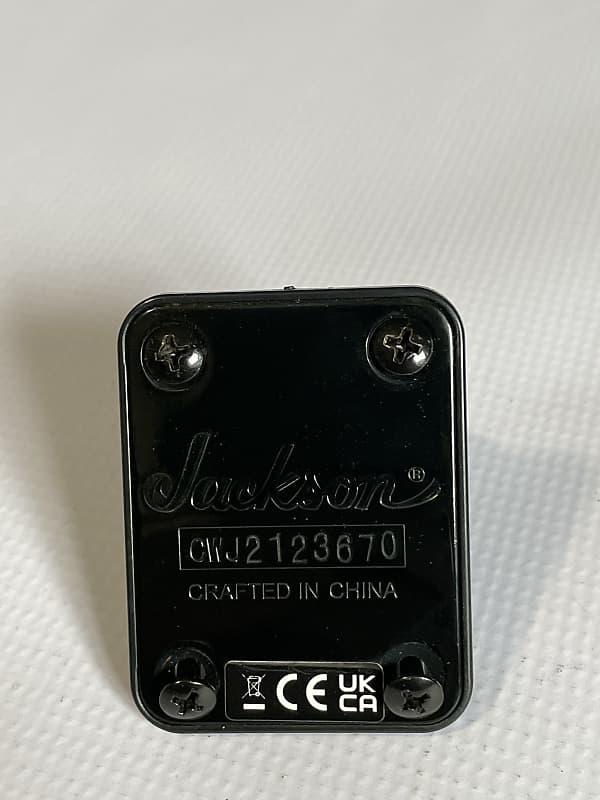 Jackson®
CWJ2123670
CRAFTED IN CHINA
CE UK
CA